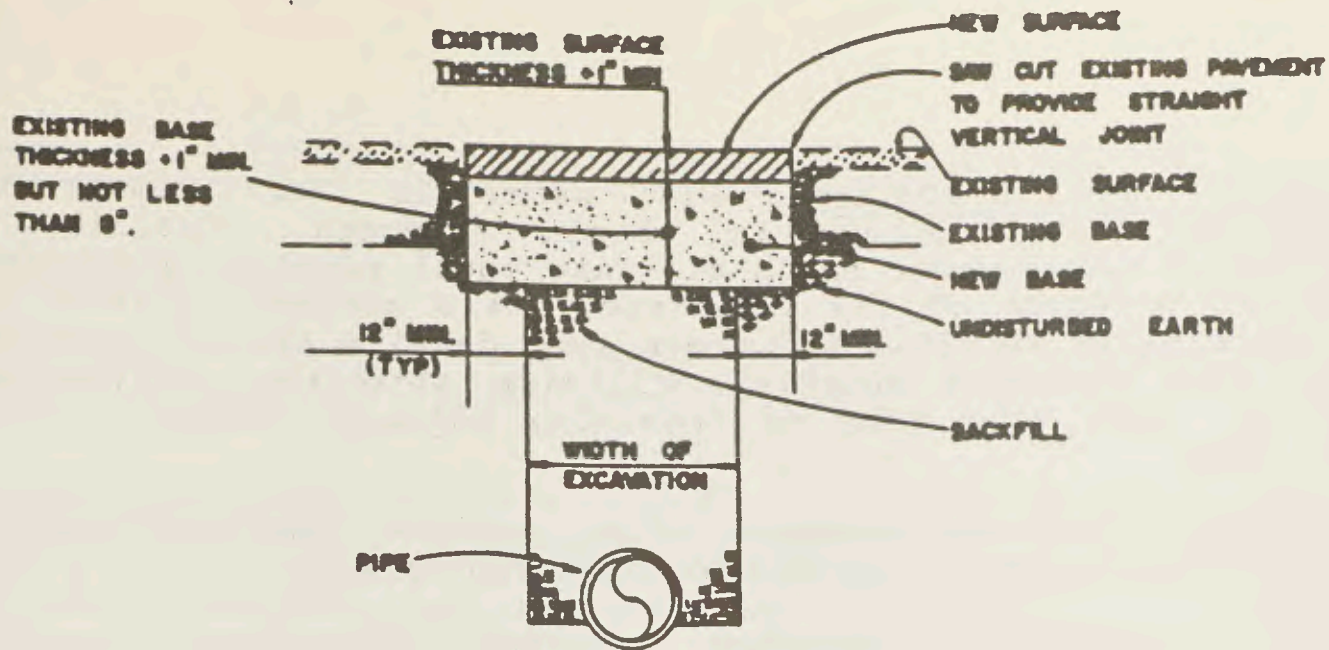 EXISTING SURFACE
THICKNESS +1" MIN
NEW SURFACE
SAW CUT EXISTING PAVEMENT
TO PROVIDE STRAIGHT
VERTICAL JOINT
EXISTING BASE
THICKNESS +1" MIN.
BUT NOT LESS
THAN
EXISTING SURFACE
EXISTING BASE
NEW BASE
UNDISTURBED EARTH
12" MIN.
(TYP)
12" MIN.
BACKFILL
WIDTH OF
EXCAVATION
PIPE